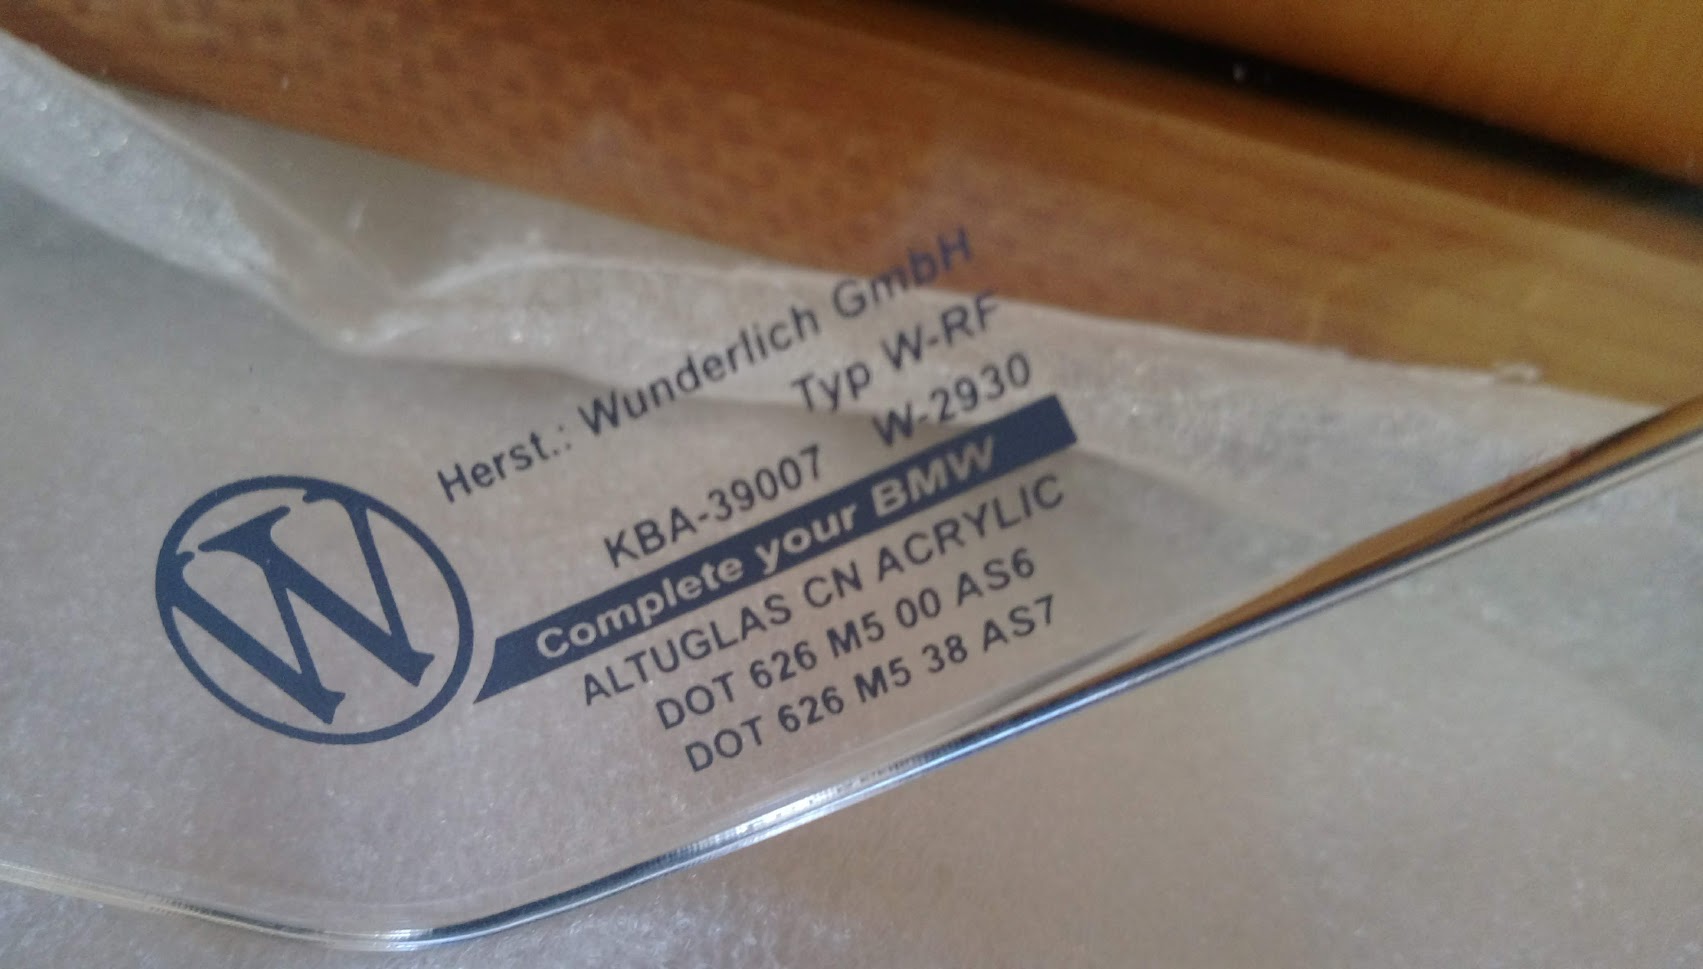 W
Herst.: Wunderlich GmbH
Typ W-RF
KBA-39007 W-2930
Complete your BMW
ALTUGLAS CN ACRYLIC
DOT 626 M5 00 AS6
DOT 626 M5 38 AS7